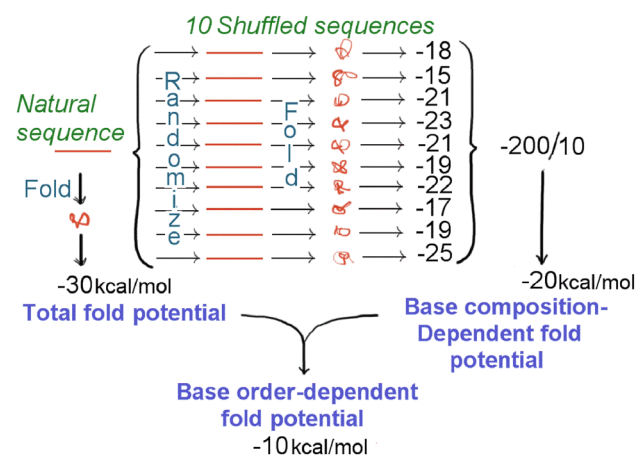 10 Shuffled sequences
Natural
sequence
Fold
Randomize
Fold
-18
-15
-21
-23
-21
-19
-22
-17
-19
-25
-200/10
-30kcal/mol
Total fold potential
-20kcal/mol
Base composition-
Dependent fold
potential
Base order-dependent
fold potential
-10kcal/mol